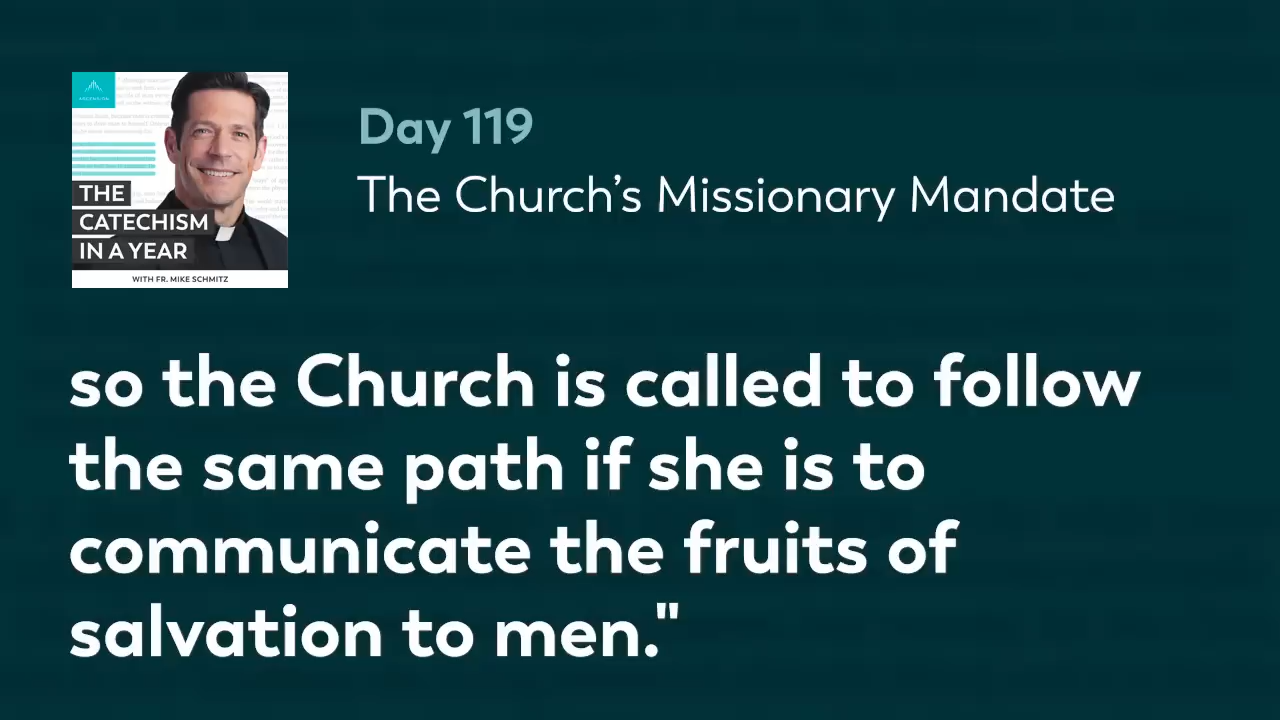 ASCENSION
THE
CATECHISM
IN A YEAR
WITH FR. MIKE SCHMITZ
Day 119
The Church’s Missionary Mandate
so the Church is called to follow
the same path if she is to
communicate the fruits of
salvation to men."